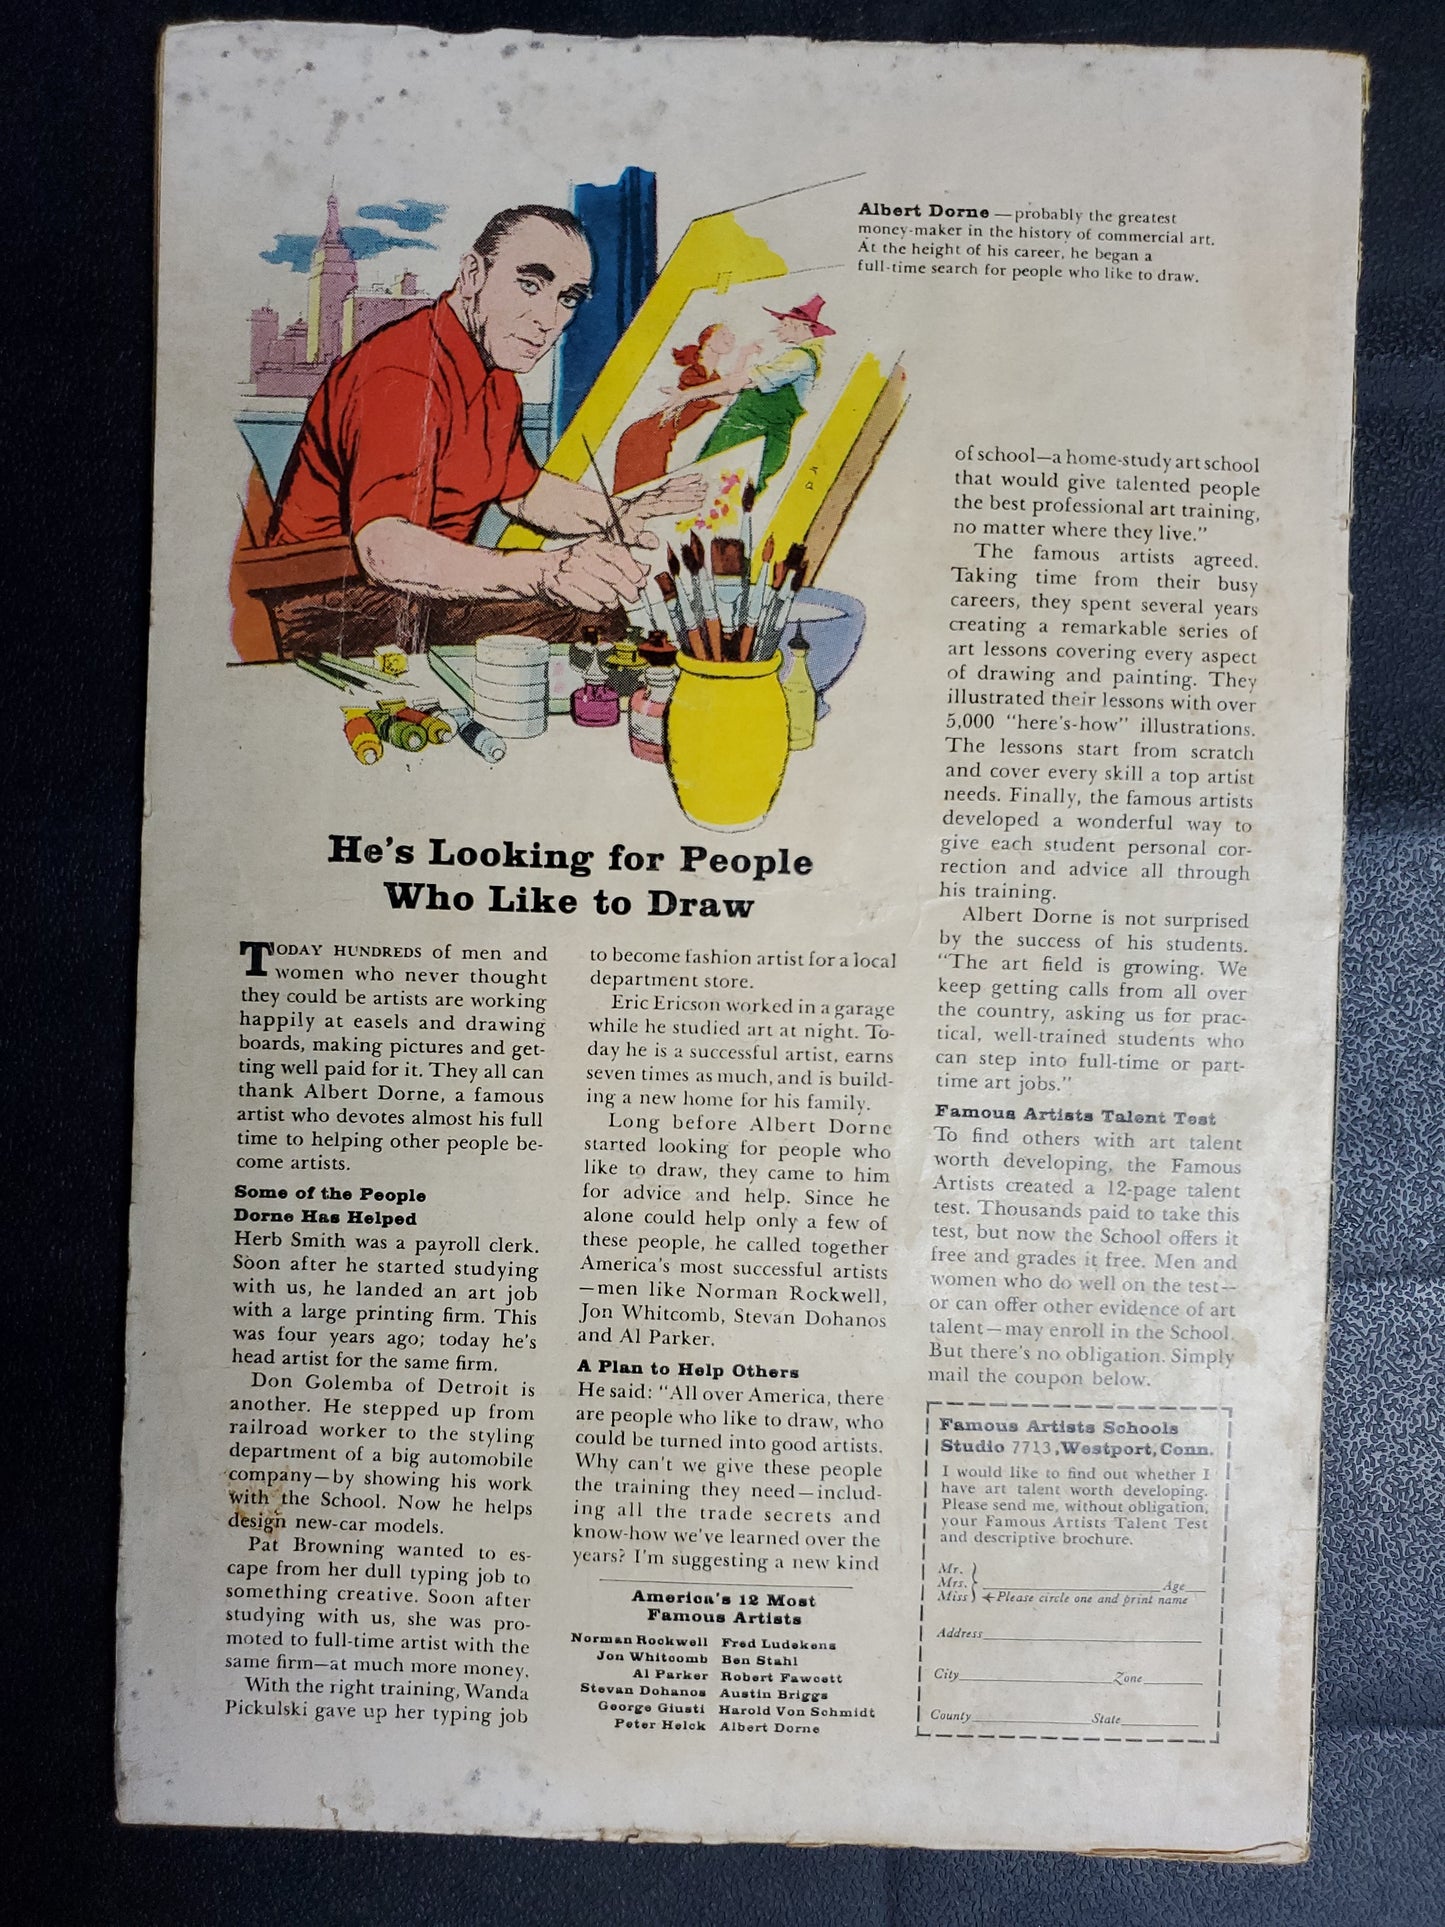 Albert Dorne — probably the greatest
money-maker in the history of commercial art.
At the height of his career, he began a
full-time search for people who like to draw.
He's Looking for People
Who Like to Draw
TODAY HUNDREDS of men and
women who never thought
they could be artists are working
happily at easels and drawing
boards, making pictures and get-
ting well paid for it. They all can
thank Albert Dorne, a famous
artist who devotes almost his full
time to helping other people be-
come artists.
Some of the People
Dorne Has Helped
Herb Smith was a payroll clerk.
Soon after he started studying
with us, he landed an art job
with a large printing firm. This
was four years ago; today he's
head artist for the same firm.
Don Golemba of Detroit is
another. He stepped up from
railroad worker to the styling
department of a big automobile
company—by showing his work
with the School. Now he helps
design new-car models.
Pat Browning wanted to es-
cape from her dull typing job to
something creative. Soon after
studying with us, she was pro-
moted to full-time artist with the
same firm—at much more money.
With the right training, Wanda
Pickulski gave up her typing job
to become fashion artist for a local
department store.
Eric Ericson worked in a garage
while he studied art at night. To-
day he is a successful artist, earns
seven times as much, and is build-
ing a new home for his family.
Long before Albert Dorne
started looking for people who
like to draw, they came to him
for advice and help. Since he
alone could help only a few of
these people, he called together
America's most successful artists
—men like Norman Rockwell,
Jon Whitcomb, Stevan Dohanos
and Al Parker.
A Plan to Help Others
He said: "All over America, there
are people who like to draw, who
could be turned into good artists.
Why can't we give these people
the training they need—includ-
ing all the trade secrets and
know-how we've learned over the
years? I'm suggesting a new kind
America's 12 Most
Famous Artists
Norman Rockwell Fred Ludekens
Jon Whitcomb Ben Stahl
Al Parker Robert Fawcett
Stevan Dohanos Austin Briggs
George Giusti Harold Von Schmidt
Peter Helck Albert Dorne
of school—a home-study art school
that would give talented people
the best professional art training,
no matter where they live."
The famous artists agreed.
Taking time from their busy
careers, they spent several years
creating a remarkable series of
art lessons covering every aspect
of drawing and painting. They
illustrated their lessons with over
5,000 "here's-how" illustrations.
The lessons start from scratch
and cover every skill a top artist
needs. Finally, the famous artists
developed a wonderful way to
give each student personal cor-
rection and advice all through
his training.
Albert Dorne is not surprised
by the success of his students.
"The art field is growing. We
keep getting calls from all over
the country, asking us for prac-
tical, well-trained students who
can step into full-time or part-
time art jobs."
Famous Artists Talent Test
To find others with art talent
worth developing, the Famous
Artists created a 12-page talent
test. Thousands paid to take this
test, but now the School offers it
free and grades it free. Men and
women who do well on the test—
or can offer other evidence of art
talent—may enroll in the School.
But there's no obligation. Simply
mail the coupon below.
Famous Artists Schools
Studio 7713, Westport, Conn.
I would like to find out whether I
have art talent worth developing.
Please send me, without obligation,
your Famous Artists Talent Test
and descriptive brochure.
Mr.
Mrs. Age
Miss Please circle one and print name
Address
City Zone
County State